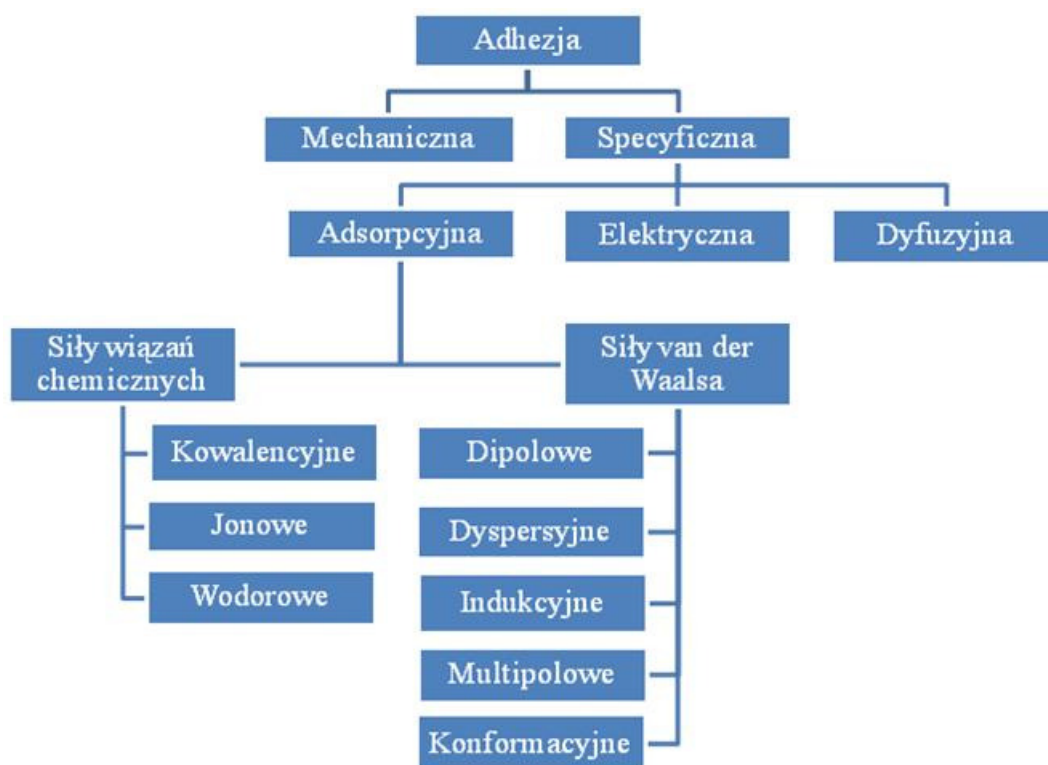 Adhezja
Mechaniczna
Specyficzna
Adsorpcyjna
Elektryczna
Dyfuzyjna
Siły wiązań
chemicznych
Siły van der
Waalsa
Kowalencyjne
Jonowe
Wodorowe
Dipolowe
Dyspersyjne
Indukcyjne
Multipolowe
Konformacyjne